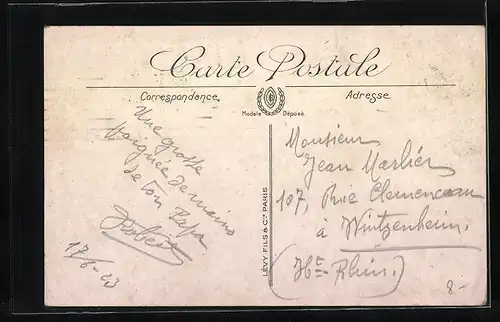 Carte Postale
Correspondance
Adresse
Modèle Déposé
Une grosse
poignée de mains
de ton Papa
Robert
17/6-23
LÉVY FILS & Cie PARIS
Monsieur
Jean Marlier
107, Rue Clemenceau
à Wintzenheim.
(Ht-Rhin.)
8.-